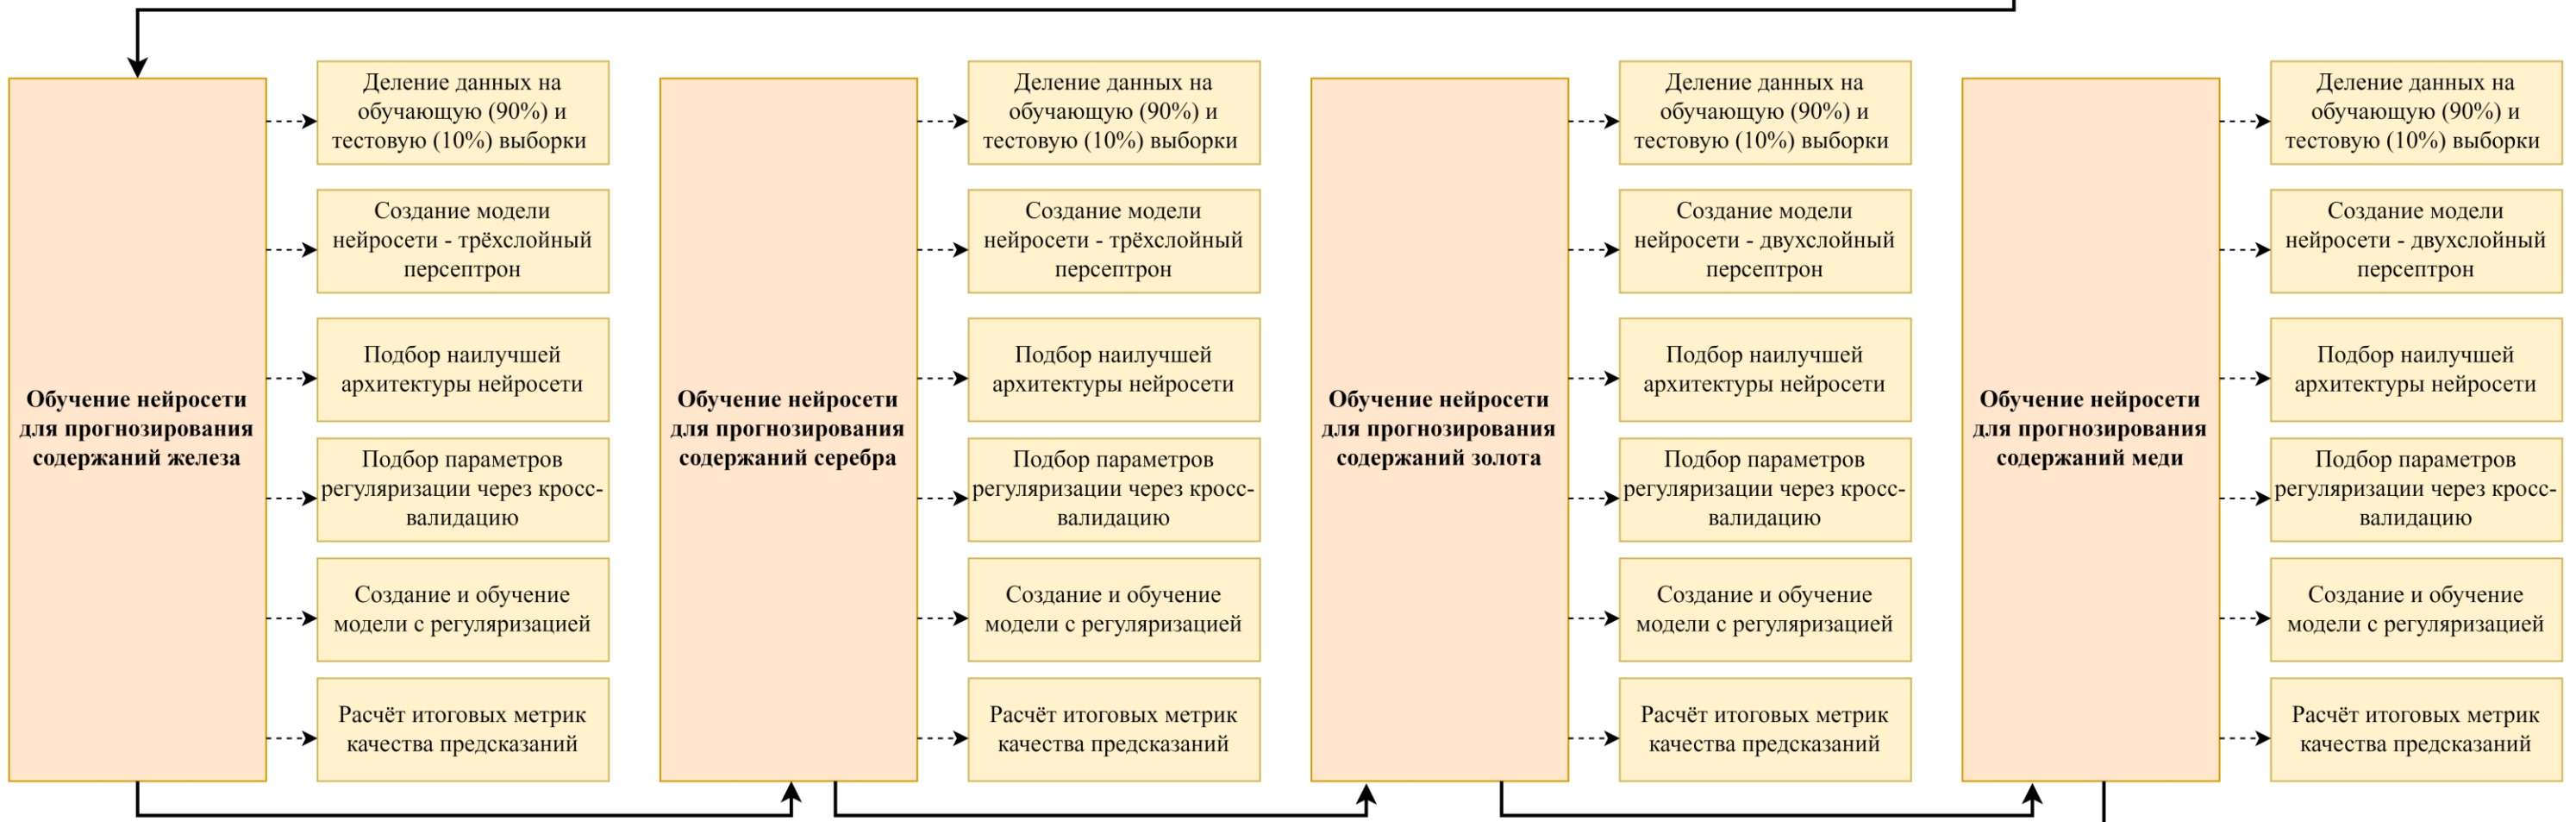 Обучение нейросети
для прогнозирования
содержаний железа
Деление данных на
обучающую (90%) и
тестовую (10%) выборки
Создание модели
нейросети - трёхслойный
персептрон
Подбор наилучшей
архитектуры нейросети
Подбор параметров
регуляризации через кросс-
валидацию
Создание и обучение
модели с регуляризацией
Расчёт итоговых метрик
качества предсказаний
Обучение нейросети
для прогнозирования
содержаний серебра
Деление данных на
обучающую (90%) и
тестовую (10%) выборки
Создание модели
нейросети - трёхслойный
персептрон
Подбор наилучшей
архитектуры нейросети
Подбор параметров
регуляризации через кросс-
валидацию
Создание и обучение
модели с регуляризацией
Расчёт итоговых метрик
качества предсказаний
Обучение нейросети
для прогнозирования
содержаний золота
Деление данных на
обучающую (90%) и
тестовую (10%) выборки
Создание модели
нейросети - двухслойный
персептрон
Подбор наилучшей
архитектуры нейросети
Подбор параметров
регуляризации через кросс-
валидацию
Создание и обучение
модели с регуляризацией
Расчёт итоговых метрик
качества предсказаний
Обучение нейросети
для прогнозирования
содержаний меди
Деление данных на
обучающую (90%) и
тестовую (10%) выборки
Создание модели
нейросети - двухслойный
персептрон
Подбор наилучшей
архитектуры нейросети
Подбор параметров
регуляризации через кросс-
валидацию
Создание и обучение
модели с регуляризацией
Расчёт итоговых метрик
качества предсказаний